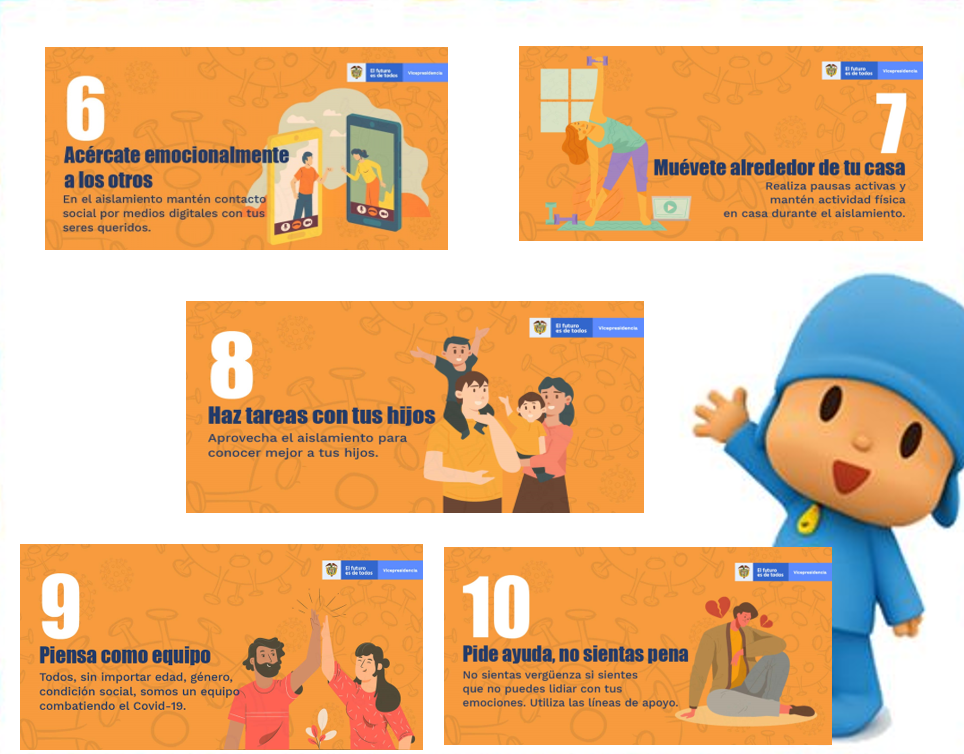 El futuro
es de todos
Vicepresidencia
6
Acércate emocionalmente
a los otros
En el aislamiento mantén contacto
social por medios digitales con tus
seres queridos.
El futuro
es de todos
Vicepresidencia
7
Muévete alrededor de tu casa
Realiza pausas activas y
mantén actividad física
en casa durante el aislamiento.
El futuro
es de todos
Vicepresidencia
8
Haz tareas con tus hijos
Aprovecha el aislamiento para
conocer mejor a tus hijos.
El futuro
es de todos
Vicepresidencia
9
Piensa como equipo
Todos, sin importar edad, género,
condición social, somos un equipo
combatiendo el Covid-19.
El futuro
es de todos
Vicepresidencia
10
Pide ayuda, no sientas pena
No sientas vergüenza si sientes
que no puedes lidiar con tus
emociones. Utiliza las líneas de apoyo.